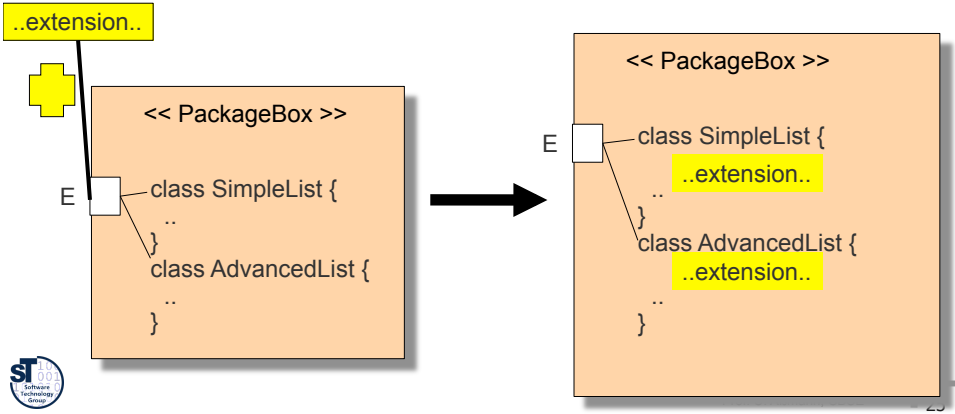 ..extension..
<< PackageBox >>
E
class SimpleList {
..
}
class AdvancedList {
..
}
<< PackageBox >>
E
class SimpleList {
..extension..
..
}
class AdvancedList {
..extension..
..
}
ST
Software
Technology
Group